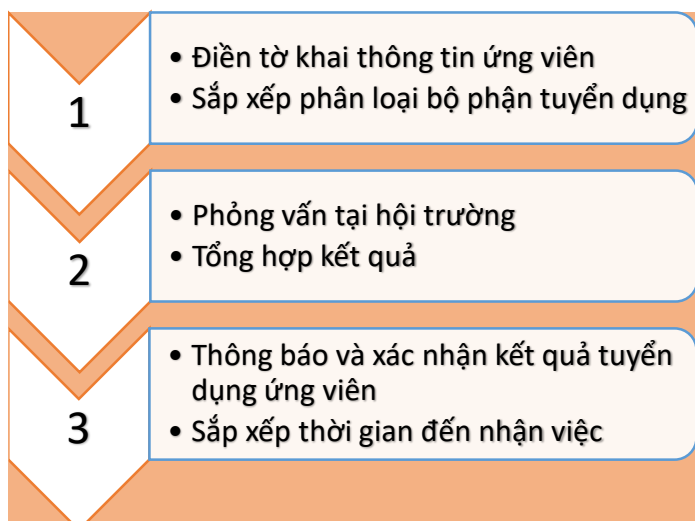 1
• Điền tờ khai thông tin ứng viên
• Sắp xếp phân loại bộ phận tuyển dụng
2
• Phỏng vấn tại hội trường
• Tổng hợp kết quả
3
• Thông báo và xác nhận kết quả tuyển
dụng ứng viên
• Sắp xếp thời gian đến nhận việc